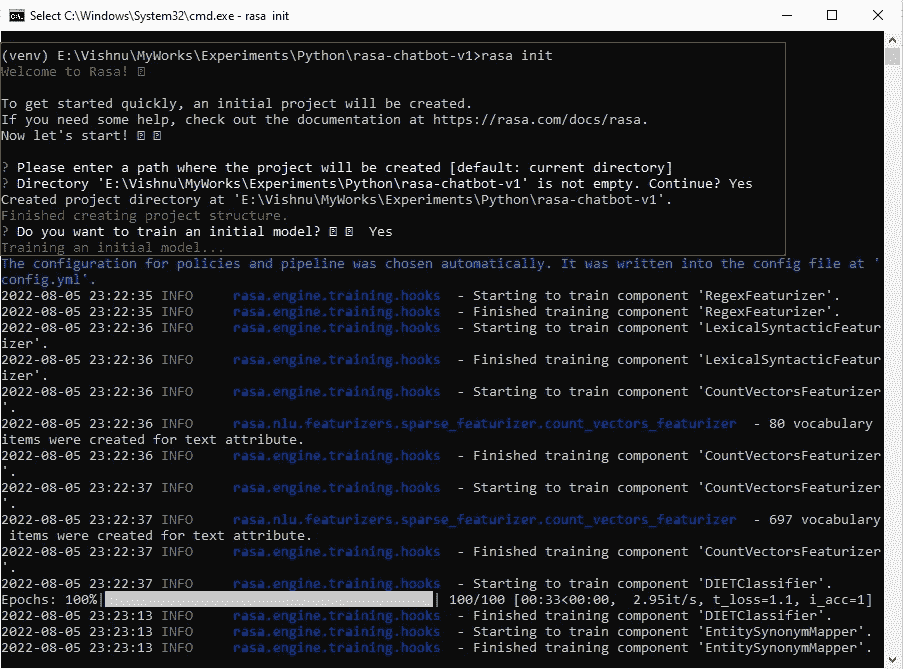 Select C:\Windows\System32\cmd.exe - rasa init
(venv) E:\Vishnu\MyWorks\Experiments\Python\rasa-chatbot-v1>rasa init
Welcome to Rasa!
To get started quickly, an initial project will be created.
If you need some help, check out the documentation at https://rasa.com/docs/rasa.
Now let's start!
? Please enter a path where the project will be created [default: current directory]
? Directory 'E:\Vishnu\MyWorks\Experiments\Python\rasa-chatbot-v1' is not empty. Continue? Yes
Created project directory at 'E:\Vishnu\MyWorks\Experiments\Python\rasa-chatbot-v1'.
Finished creating project structure.
? Do you want to train an initial model? Yes
Training an initial model...
The configuration for policies and pipeline was chosen automatically. It was written into the config file at '
config.yml'.
2022-08-05 23:22:35 INFO rasa.engine.training.hooks - Starting to train component 'RegexFeaturizer'.
2022-08-05 23:22:35 INFO rasa.engine.training.hooks - Finished training component 'RegexFeaturizer'.
2022-08-05 23:22:36 INFO rasa.engine.training.hooks - Starting to train component 'LexicalSyntacticFeatur
izer'.
2022-08-05 23:22:36 INFO rasa.engine.training.hooks - Finished training component 'LexicalSyntacticFeatur
izer'.
2022-08-05 23:22:36 INFO rasa.engine.training.hooks - Starting to train component 'CountVectorsFeaturizer
'.
2022-08-05 23:22:36 INFO rasa.nlu.featurizers.sparse_featurizer.count_vectors_featurizer - 80 vocabulary
items were created for text attribute.
2022-08-05 23:22:36 INFO rasa.engine.training.hooks - Finished training component 'CountVectorsFeaturizer
'.
2022-08-05 23:22:37 INFO rasa.engine.training.hooks - Starting to train component 'CountVectorsFeaturizer
'.
2022-08-05 23:22:37 INFO rasa.nlu.featurizers.sparse_featurizer.count_vectors_featurizer - 697 vocabulary
items were created for text attribute.
2022-08-05 23:22:37 INFO rasa.engine.training.hooks - Finished training component 'CountVectorsFeaturizer
'.
2022-08-05 23:22:37 INFO rasa.engine.training.hooks - Starting to train component 'DIETClassifier'.
Epochs: 100%| | 100/100 [00:33<00:00, 2.95it/s, t_loss=1.1, i_acc=1]
2022-08-05 23:23:13 INFO rasa.engine.training.hooks - Finished training component 'DIETClassifier'.
2022-08-05 23:23:13 INFO rasa.engine.training.hooks - Starting to train component 'EntitySynonymMapper'.
2022-08-05 23:23:13 INFO rasa.engine.training.hooks - Finished training component 'EntitySynonymMapper'.